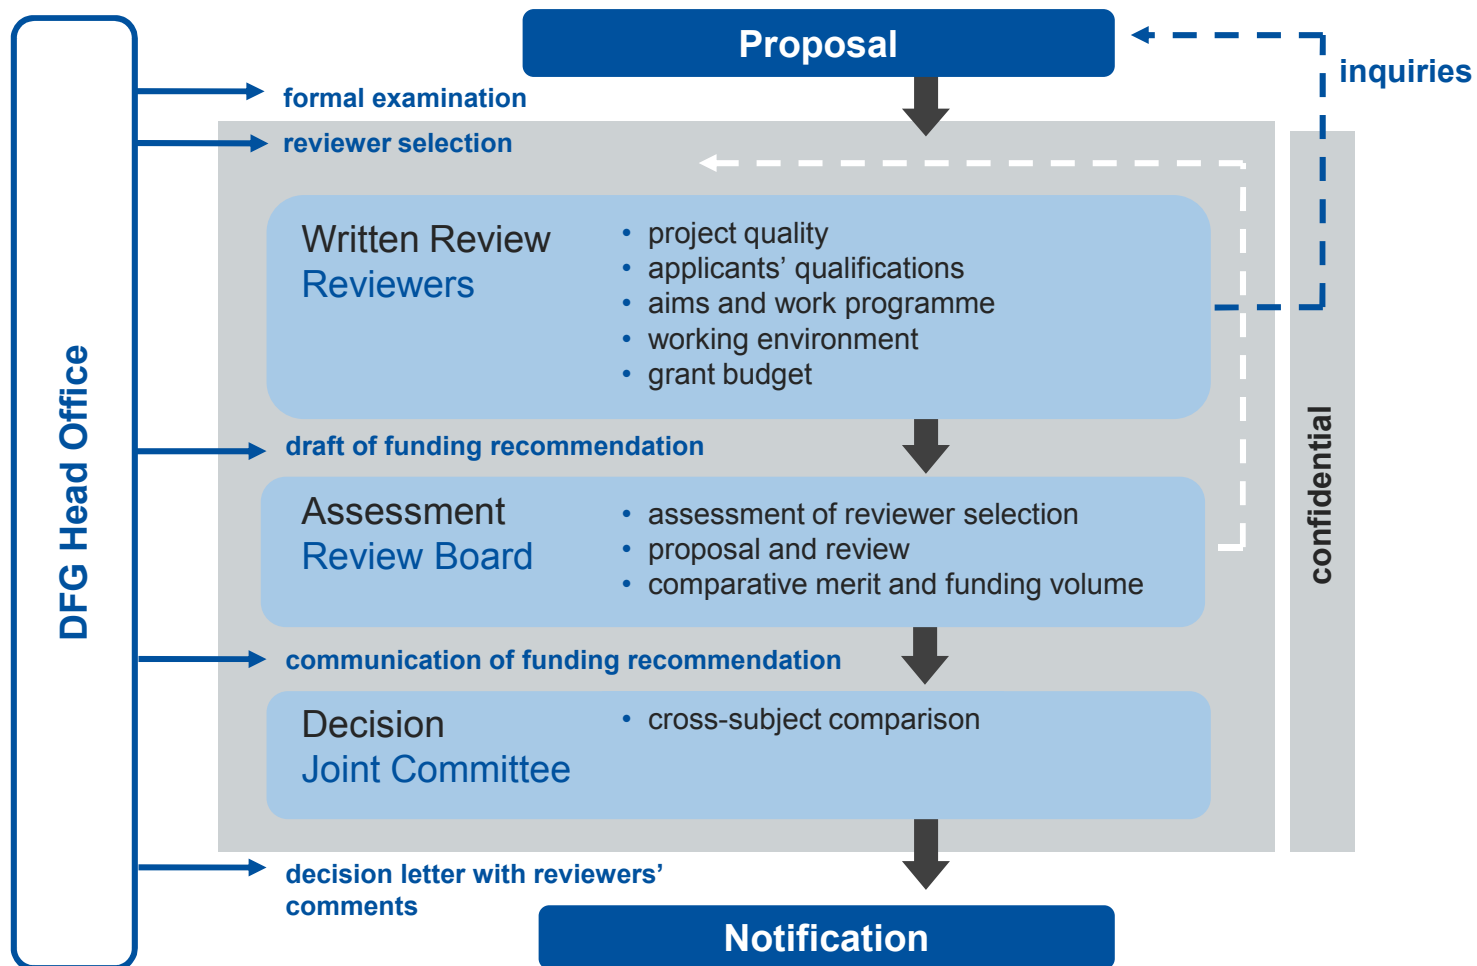 Proposal
inquiries
formal examination
reviewer selection
Written Review
Reviewers
• project quality
• applicants’ qualifications
• aims and work programme
• working environment
• grant budget
DFG Head Office
confidential
draft of funding recommendation
Assessment
Review Board
• assessment of reviewer selection
• proposal and review
• comparative merit and funding volume
communication of funding recommendation
Decision
Joint Committee
• cross-subject comparison
decision letter with reviewers’
comments
Notification